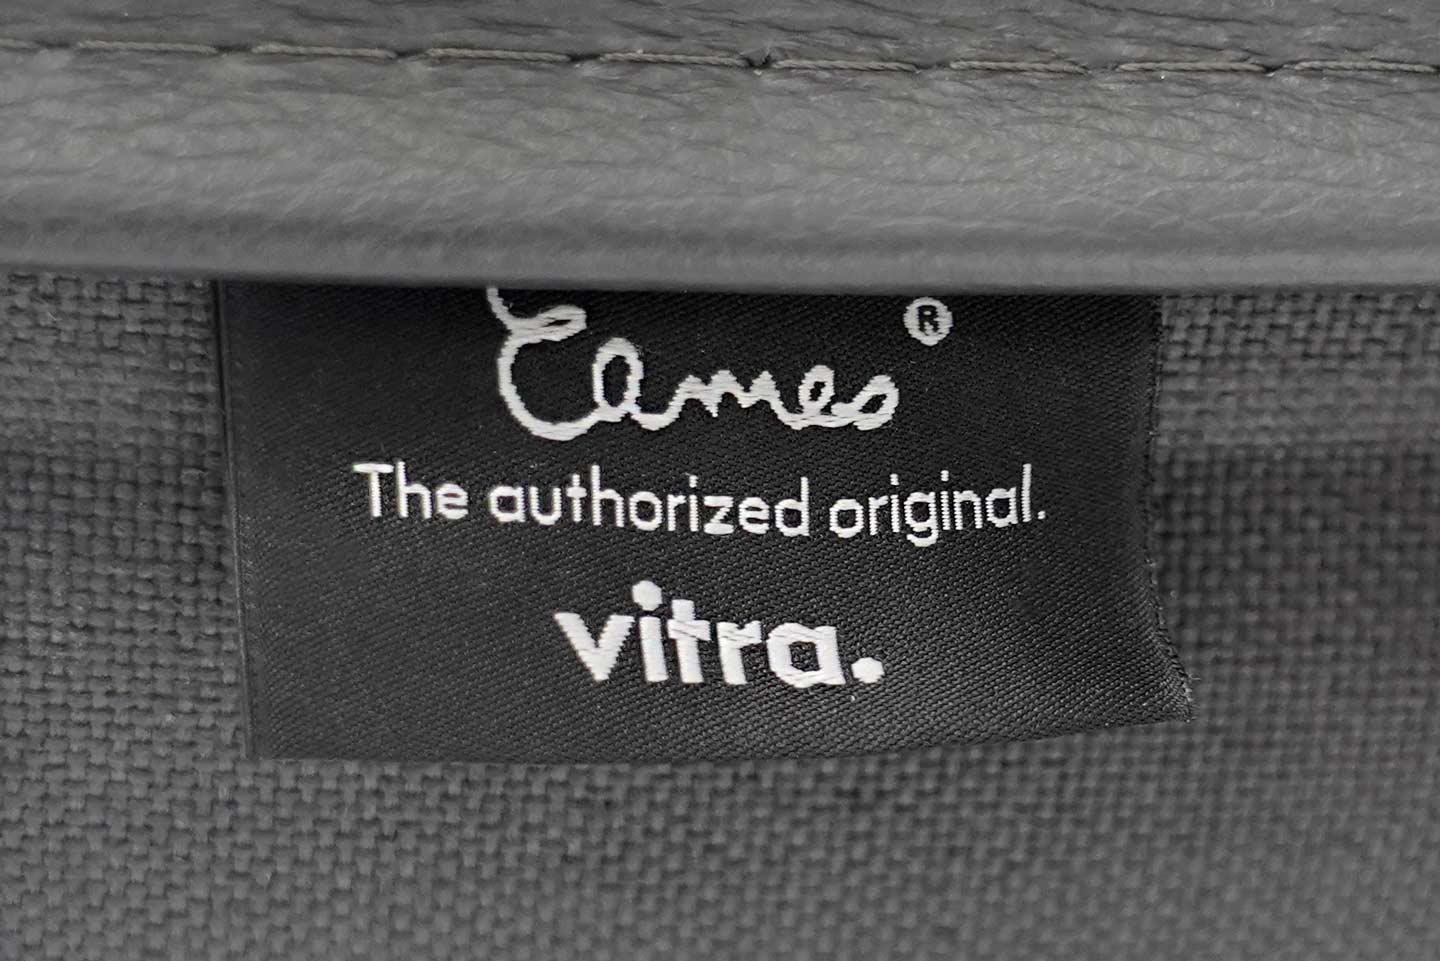 Eames®
The authorized original.
vitra.